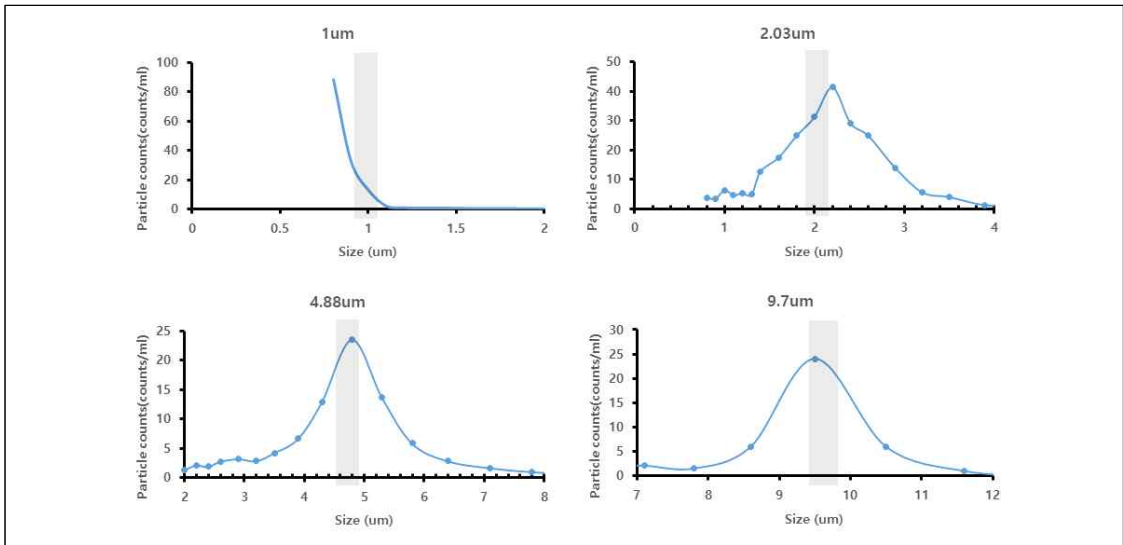 1um
Particle counts(counts/ml)
100
80
60
40
20
0
0 0.5 1 1.5 2
Size (um)
2.03um
Particle counts(counts/ml)
50
40
30
20
10
0
0 1 2 3 4
Size (um)
4.88um
Particle counts(counts/ml)
25
20
15
10
5
0
2 3 4 5 6 7 8
Size (um)
9.7um
Particle counts(counts/ml)
30
25
20
15
10
5
0
7 8 9 10 11 12
Size (um)